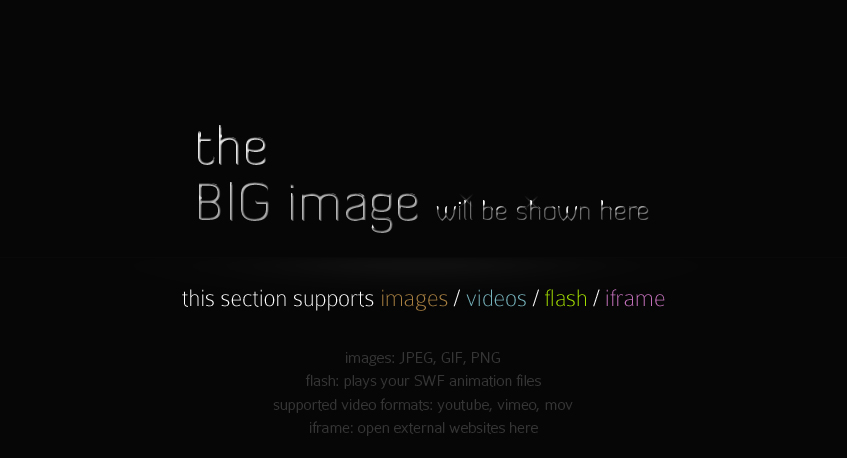 the
BIG image will be shown here
this section supports images / videos / flash / iframe
images: JPEG, GIF, PNG
flash: plays your SWF animation files
supported video formats: youtube, vimeo, mov
iframe: open external websites here